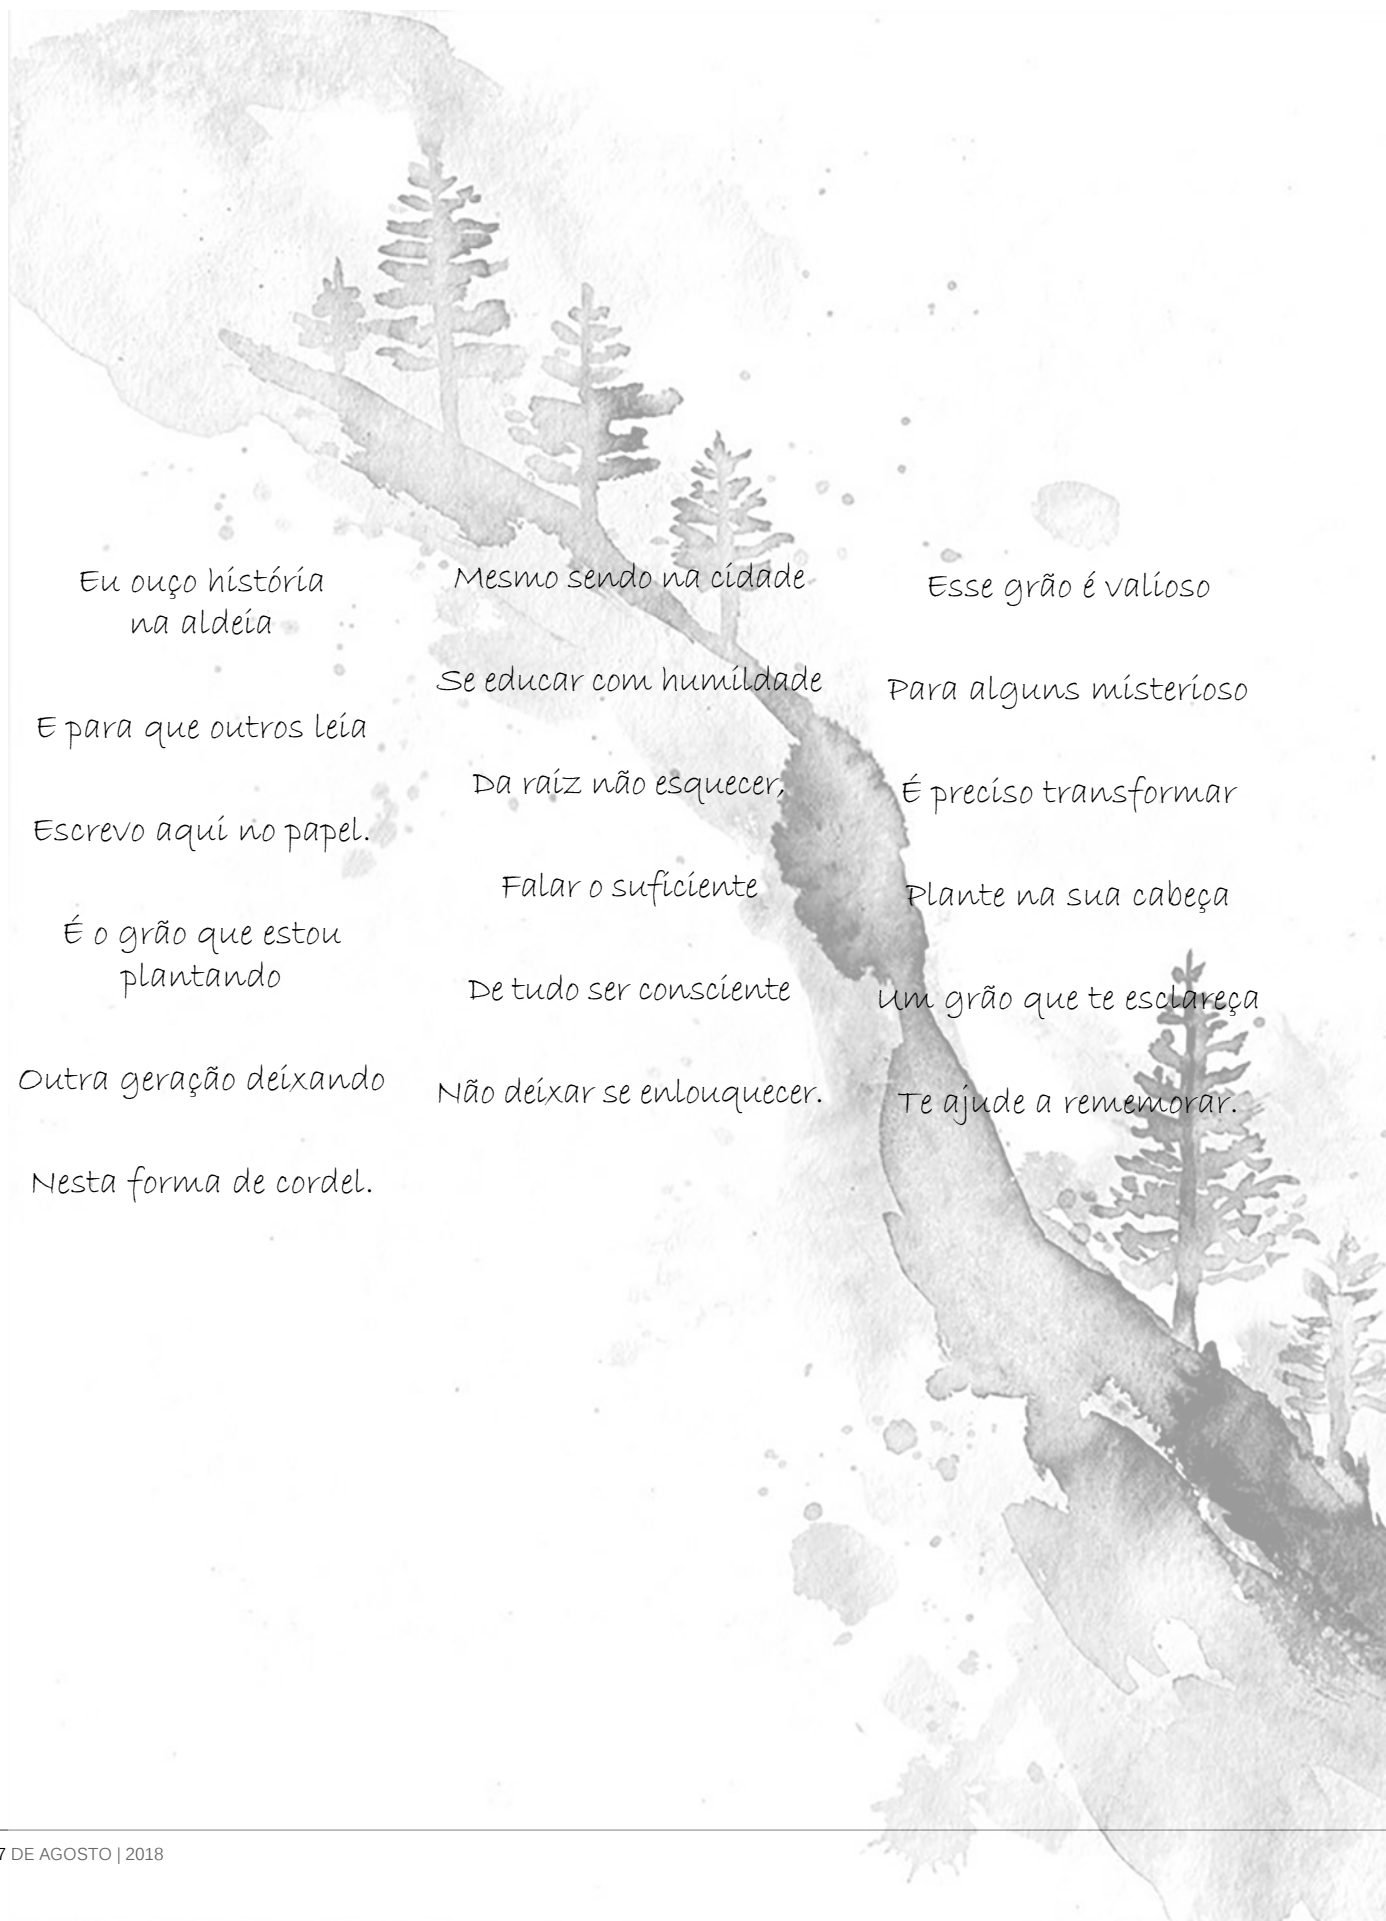 Eu ouço história
na aldeia
E para que outros leia
Escrevo aqui no papel.
É o grão que estou
plantando
Outra geração deixando
Nesta forma de cordel.
Mesmo sendo na cidade
Se educar com humildade
Da raiz não esquecer,
Falar o suficiente
De tudo ser consciente
Não deixar se enlouquecer.
Esse grão é valioso
Para alguns misterioso
É preciso transformar
Plante na sua cabeça
Um grão que te esclareça
Te ajude a rememorar.
7 DE AGOSTO | 2018